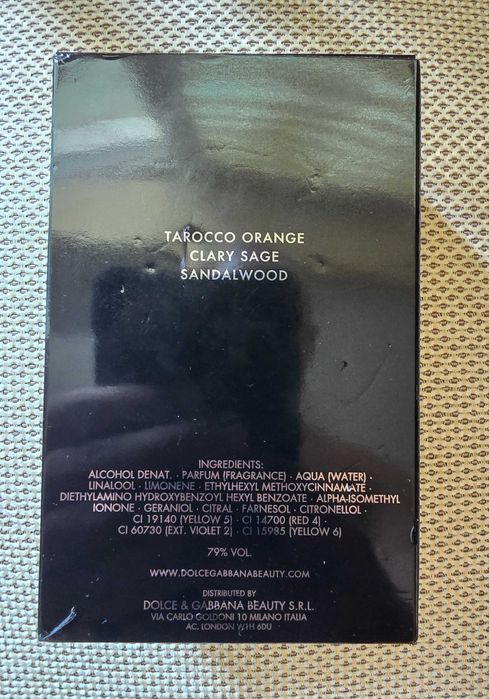 TAROCCO ORANGE
CLARY SAGE
SANDALWOOD
INGREDIENTS:
ALCOHOL DENAT. · PARFUM (FRAGRANCE) · AQUA (WATER) ·
LINALOOL · LIMONENE · ETHYLHEXYL METHOXYCINNAMATE ·
DIETHYLAMINO HYDROXYBENZOYL HEXYL BENZOATE · ALPHA-ISOMETHYL
IONONE · GERANIOL · CITRAL · FARNESOL · CITRONELLOL ·
CI 19140 (YELLOW 5) · CI 14700 (RED 4) ·
CI 60730 (EXT. VIOLET 2) · CI 15985 (YELLOW 6)
79% VOL.
WWW.DOLCEGABBANABEAUTY.COM
DISTRIBUTED BY
DOLCE & GABBANA BEAUTY S.R.L.
VIA CARLO GOLDONI 10 MILANO ITALIA
AC. LONDON W1H 6DU